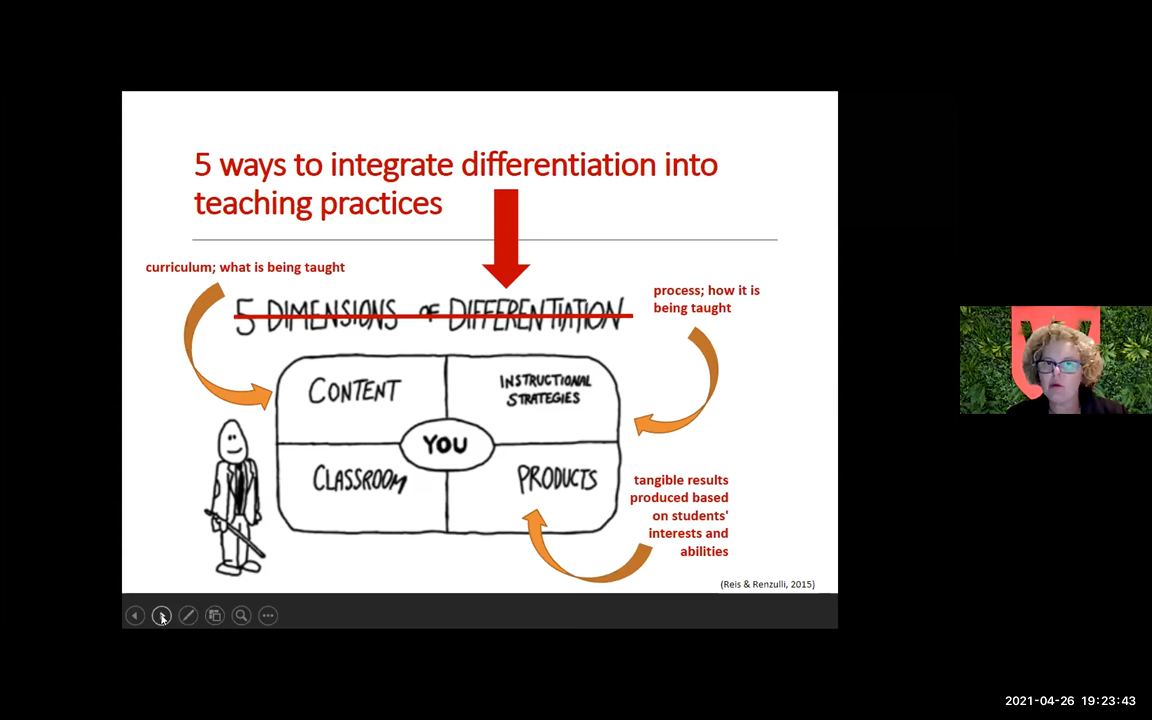 5 ways to integrate differentiation into
teaching practices
curriculum; what is being taught
process; how it is
being taught
5 DIMENSIONS OF DIFFERENTIATION
CONTENT
INSTRUCTIONAL
STRATEGIES
YOU
CLASSROOM
PRODUCTS
tangible results
produced based
on students'
interests and
abilities
(Reis & Renzulli, 2015)
2021-04-26 19:23:43